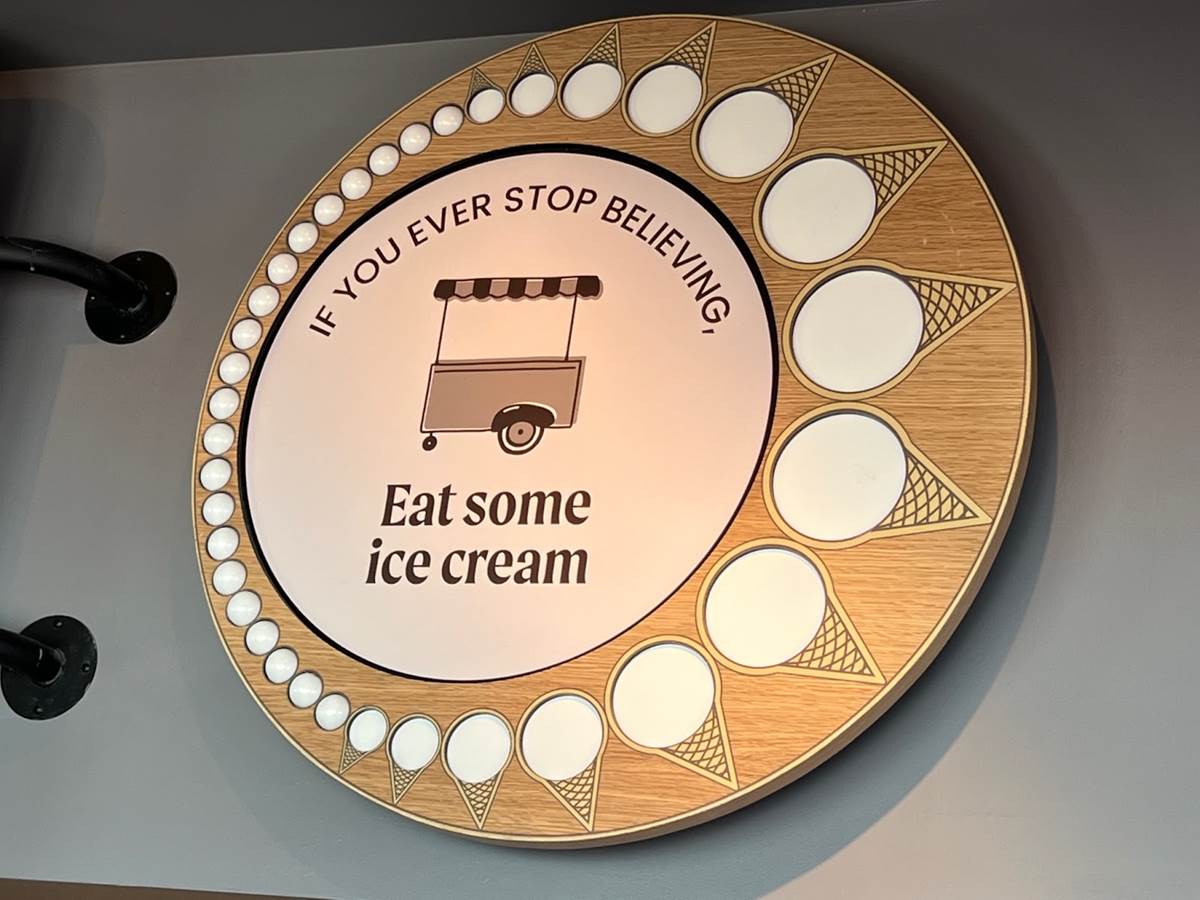 IF YOU EVER STOP BELIEVING,
Eat some
ice cream